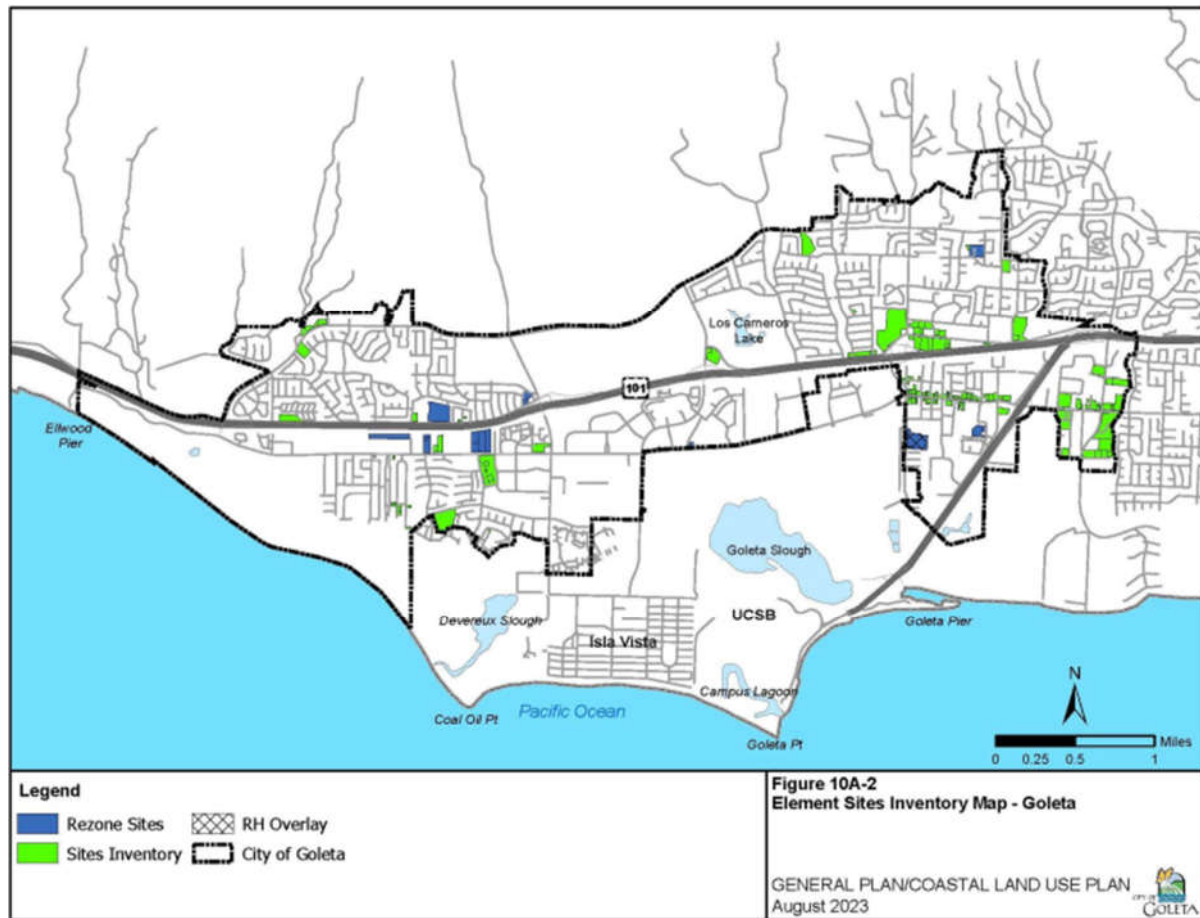 Los Carneros
Lake
101
Ellwood
Pier
Goleta Slough
Devereux Slough
UCSB
Goleta Pier
Isla Vista
Campus Lagoon
Coal Oil Pt
Pacific Ocean
Goleta Pt
N
Miles
0 0.25 0.5 1
Legend
Rezone Sites
RH Overlay
Sites Inventory
City of Goleta
Figure 10A-2
Element Sites Inventory Map - Goleta
GENERAL PLAN/COASTAL LAND USE PLAN
August 2023
CITY OF
GOLETA